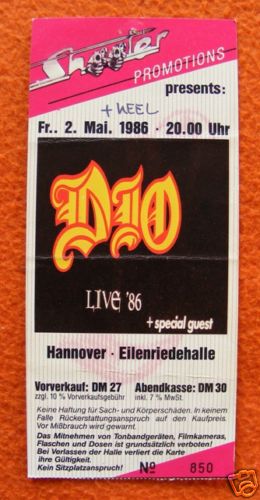 Shooter
PROMOTIONS
presents:
+ KEEL
Fr., 2. Mai. 1986 · 20.00 Uhr
DIO
LIVE '86
+ special guest
Hannover · Eilenriedehalle
Vorverkauf: DM 27 Abendkasse: DM 30
zzgl. 10 % Vorverkaufsgebühr inkl. 7 % MwSt.
Keine Haftung für Sach- und Körperschäden. In keinem
Falle Rückerstattungsanspruch auf den Kaufpreis.
Vor Mißbrauch wird gewarnt.
Das Mitnehmen von Tonbandgeräten, Filmkameras,
Flaschen und Dosen ist grundsätzlich verboten!
Bei Verlassen der Halle verliert die Karte
ihre Gültigkeit.
Kein Sitzplatzanspruch! Nº 850